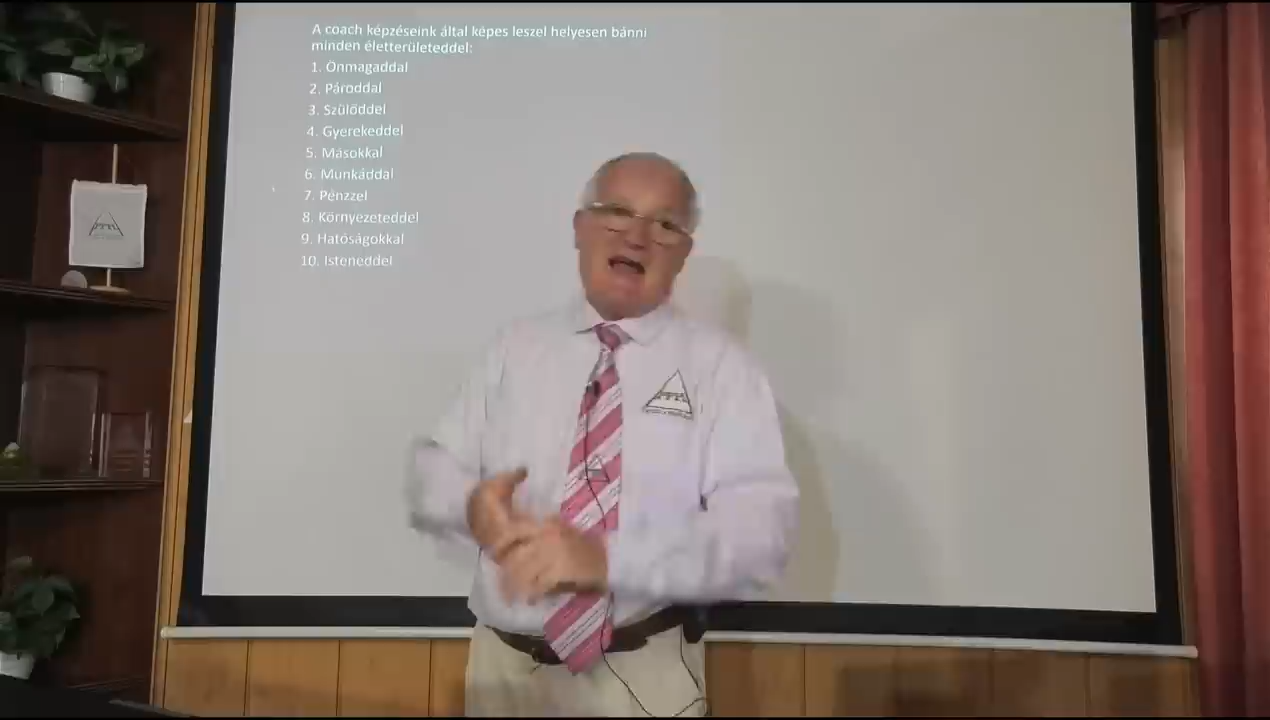 A coach képzéseink által képes leszel helyesen bánni
minden életterületeddel:
1. Önmagaddal
2. Pároddal
3. Szülőddel
4. Gyerekeddel
5. Másokkal
6. Munkáddal
7. Pénzzel
8. Környezeteddel
9. Hatóságokkal
10. Isteneddel